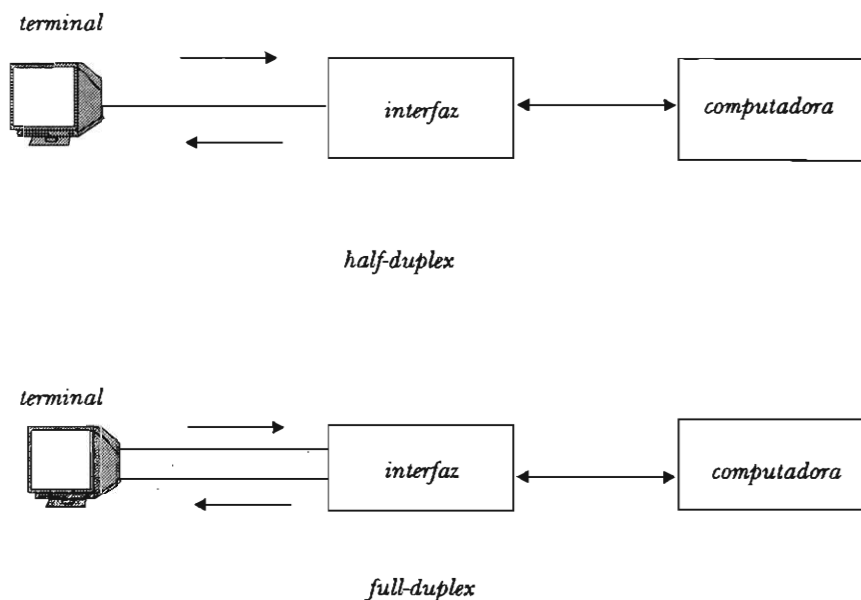 terminal
interfaz
computadora
half-duplex
terminal
interfaz
computadora
full-duplex